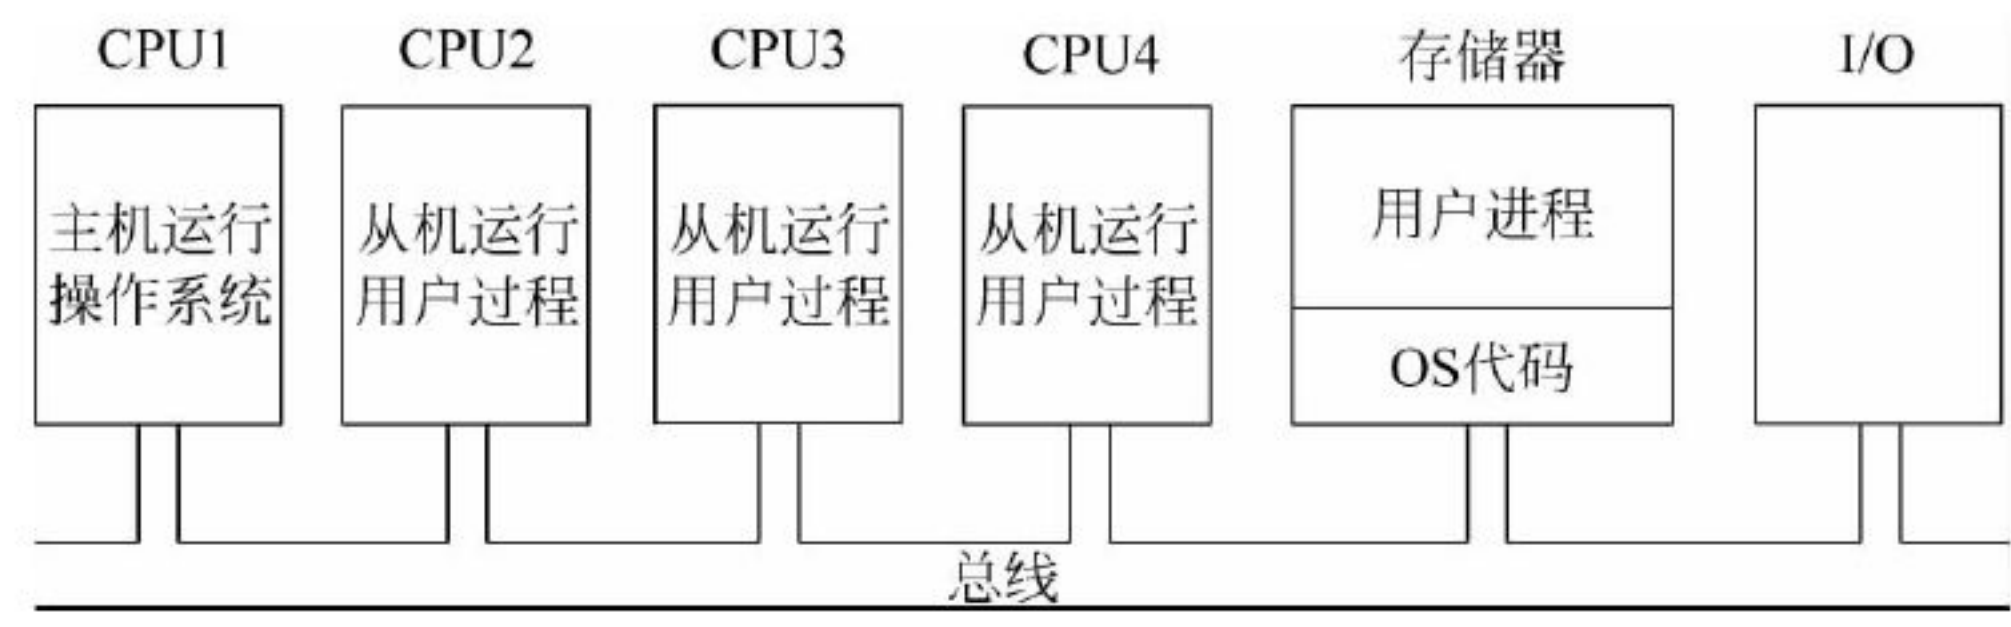 CPU1 CPU2 CPU3 CPU4 存储器 I/O
主机运行
操作系统
从机运行
用户过程
从机运行
用户过程
从机运行
用户过程
用户进程
OS代码
总线